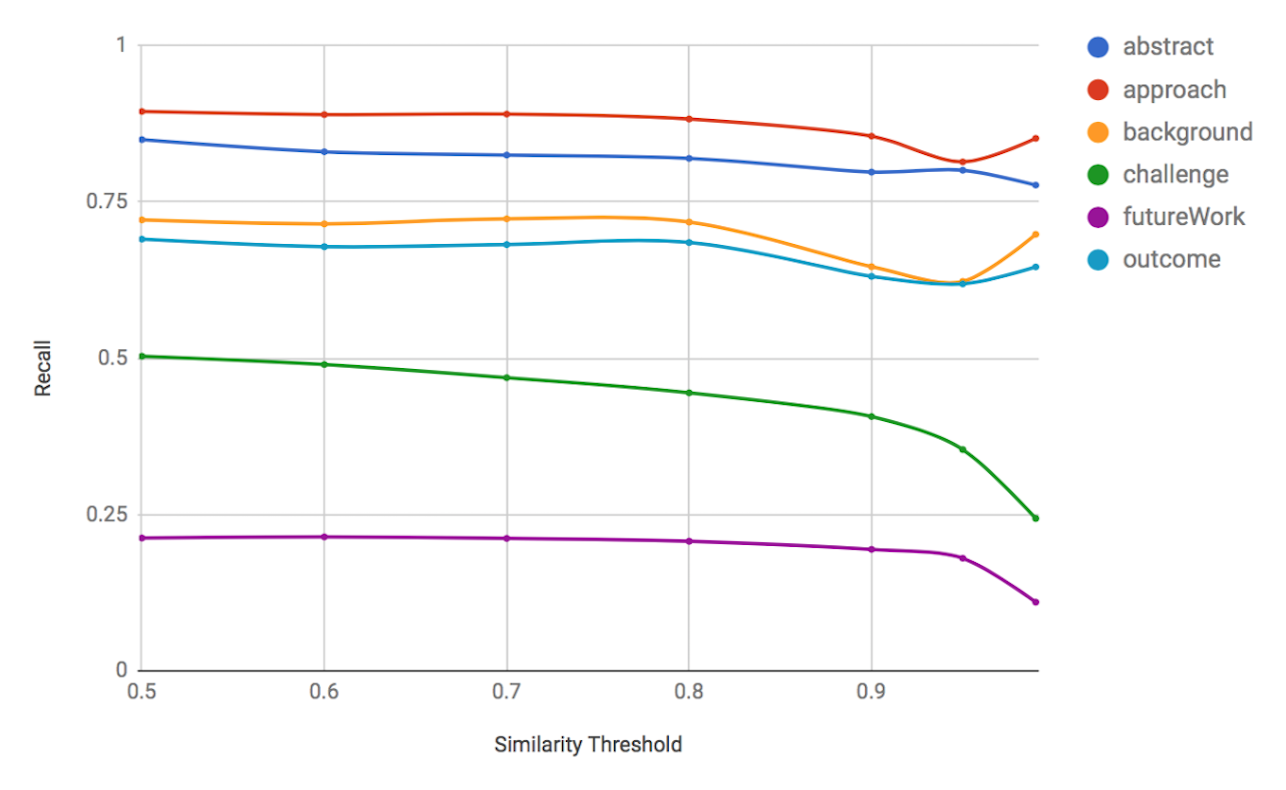 1
0.75
0.5
0.25
0
Recall
0.5 0.6 0.7 0.8 0.9
Similarity Threshold
abstract
approach
background
challenge
futureWork
outcome